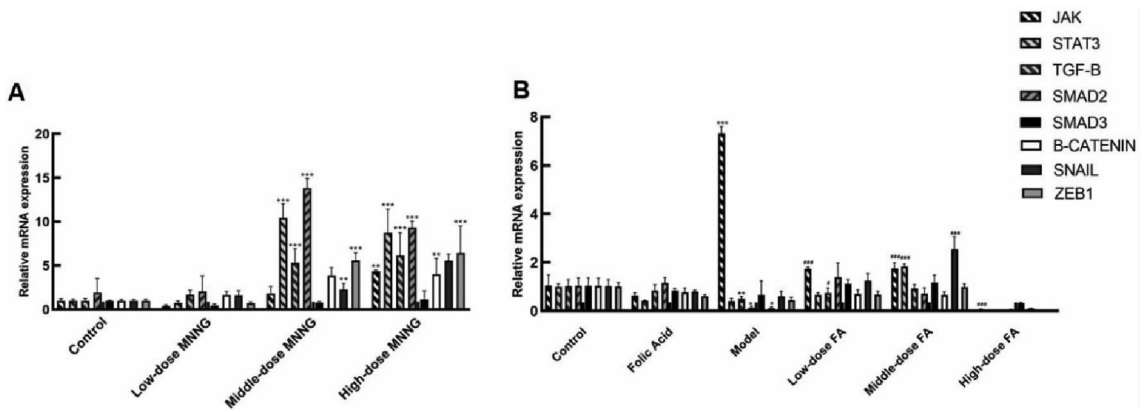 A
Relative mRNA expression
20
15
10
5
0
Control
Low-dose MNNG
Middle-dose MNNG
High-dose MNNG
** *** *** *** ** *** ** *** *** *** ** ***
B
Relative mRNA expression
8
6
4
2
0
Control
Folic Acid
Model
Low-dose FA
Middle-dose FA
High-dose FA
***
**
*
*
###
#
###
###
###
###
JAK
STAT3
TGF-B
SMAD2
SMAD3
B-CATENIN
SNAIL
ZEB1